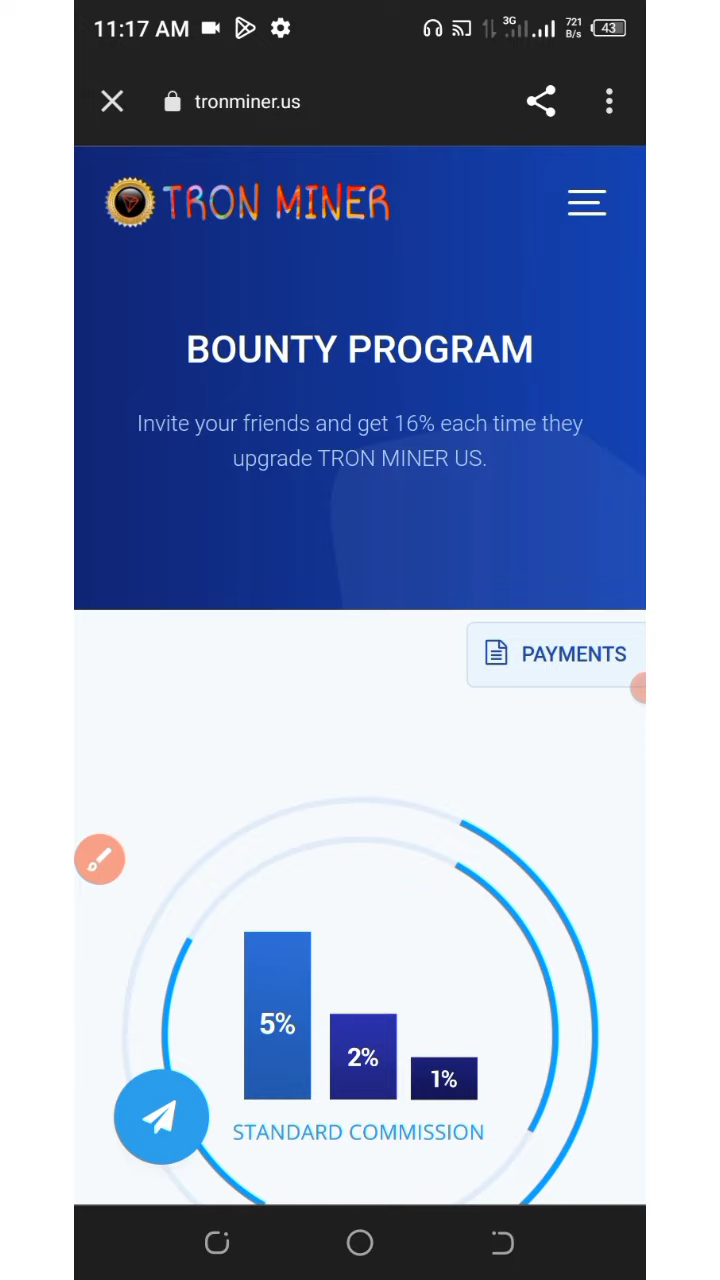 11:17 AM 3G 721 B/s 43
tronminer.us
TRON MINER
BOUNTY PROGRAM
Invite your friends and get 16% each time they
upgrade TRON MINER US.
PAYMENTS
5%
2%
1%
STANDARD COMMISSION